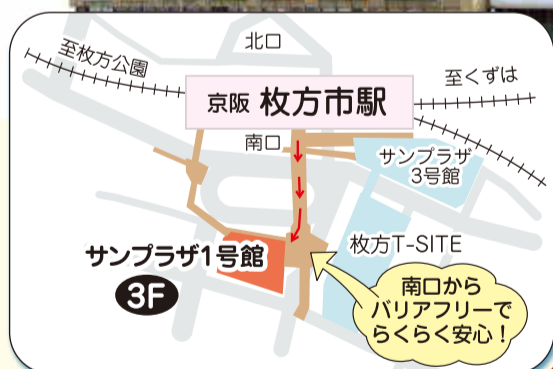 北口
至枚方公園
至くずは
京阪 枚方市駅
南口
サンプラザ
3号館
枚方T-SITE
サンプラザ1号館
3F
南口から
バリアフリーで
らくらく安心！